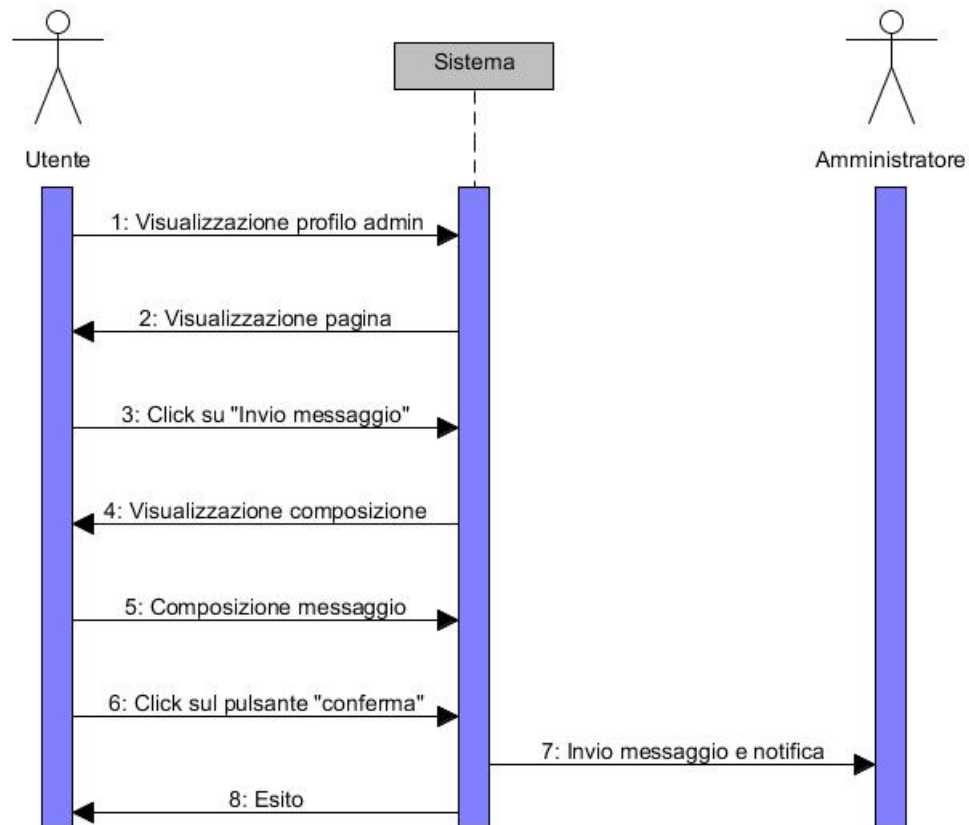 Sistema
Utente
Amministratore
1: Visualizzazione profilo admin
2: Visualizzazione pagina
3: Click su "Invio messaggio"
4: Visualizzazione composizione
5: Composizione messaggio
6: Click sul pulsante "conferma"
7: Invio messaggio e notifica
8: Esito